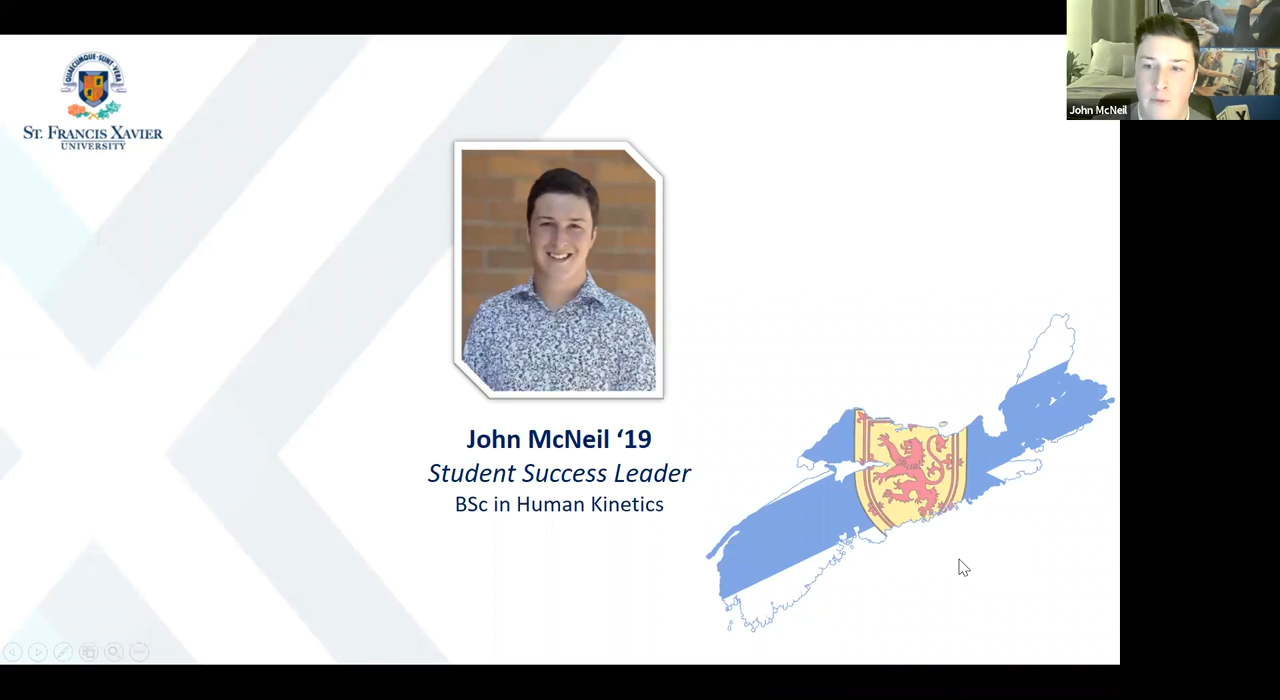 QUAECUMQUE·SUNT·VERA
ST. FRANCIS XAVIER
UNIVERSITY
John McNeil
John McNeil ‘19
Student Success Leader
BSc in Human Kinetics